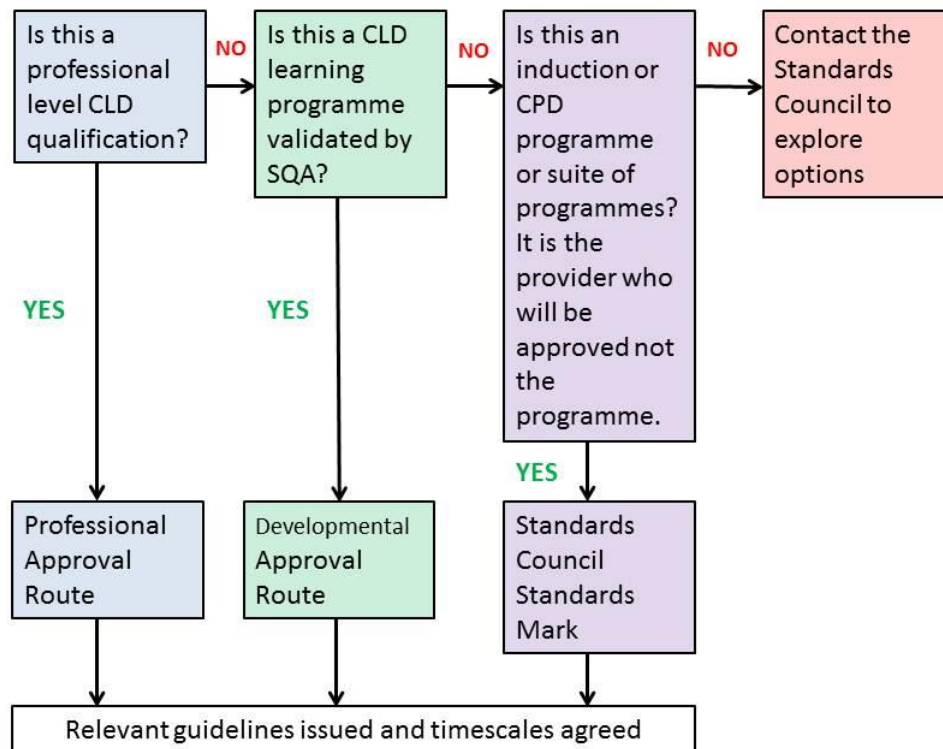 Is this a
professional
level CLD
qualification?
NO
Is this a CLD
learning
programme
validated by
SQA?
NO
Is this an
induction or
CPD
programme
or suite of
programmes?
It is the
provider who
will be
approved not
the
programme.
NO
Contact the
Standards
Council to
explore
options
YES
YES
YES
Professional
Approval
Route
Developmental
Approval
Route
Standards
Council
Standards
Mark
Relevant guidelines issued and timescales agreed